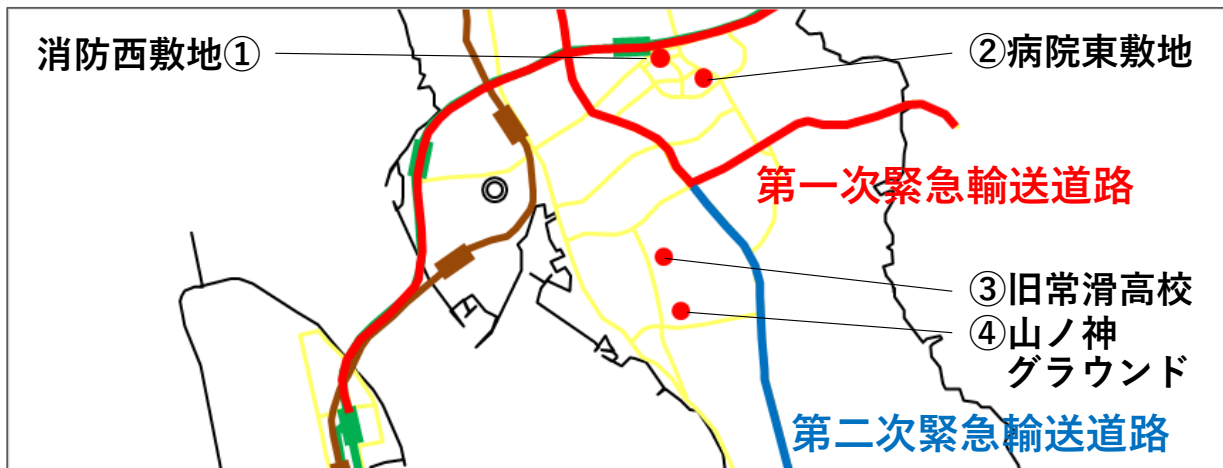 消防西敷地①
②病院東敷地
第一次緊急輸送道路
③旧常滑高校
④山ノ神
グラウンド
第二次緊急輸送道路